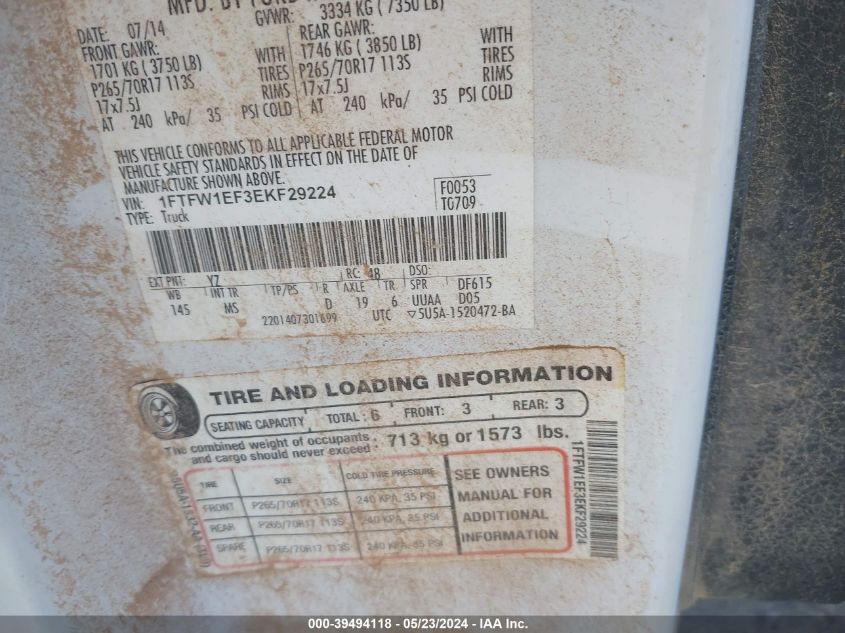 MFD. BY FORD
DATE: 07/14 GVWR: 3334 KG ( 7350 LB)
FRONT GAWR: REAR GAWR:
1701 KG ( 3750 LB) WITH 1746 KG ( 3850 LB) WITH
P265/70R17 113S TIRES P265/70R17 113S TIRES
17x7.5J RIMS 17x7.5J RIMS
AT 240 kPa/ 35 PSI COLD AT 240 kPa/ 35 PSI COLD
THIS VEHICLE CONFORMS TO ALL APPLICABLE FEDERAL MOTOR
VEHICLE SAFETY STANDARDS IN EFFECT ON THE DATE OF
MANUFACTURE SHOWN ABOVE.
VIN: 1FTFW1EF3EKF29224 F0053
TYPE: Truck T0709
EXT PNT: YZ RC: 48 DSO:
WB INT TR TP/PS R AXLE TR SPR DF615
145 MS D 19 6 UUAA D05
2201407301699 UTC ▽5U5A-1520472-BA
TIRE AND LOADING INFORMATION
SEATING CAPACITY TOTAL: 6 FRONT: 3 REAR: 3
The combined weight of occupants and cargo should never exceed: 713 kg or 1573 lbs.
TIRE SIZE COLD TIRE PRESSURE
FRONT P265/70R17 113S 240 KPA, 35 PSI
REAR P265/70R17 113S 240 KPA, 35 PSI
SPARE P265/70R17 113S 240 KPA, 35 PSI
SEE OWNERS
MANUAL FOR
ADDITIONAL
INFORMATION
1FTFW1EF3EKF29224
000-39494118 - 05/23/2024 - IAA Inc.